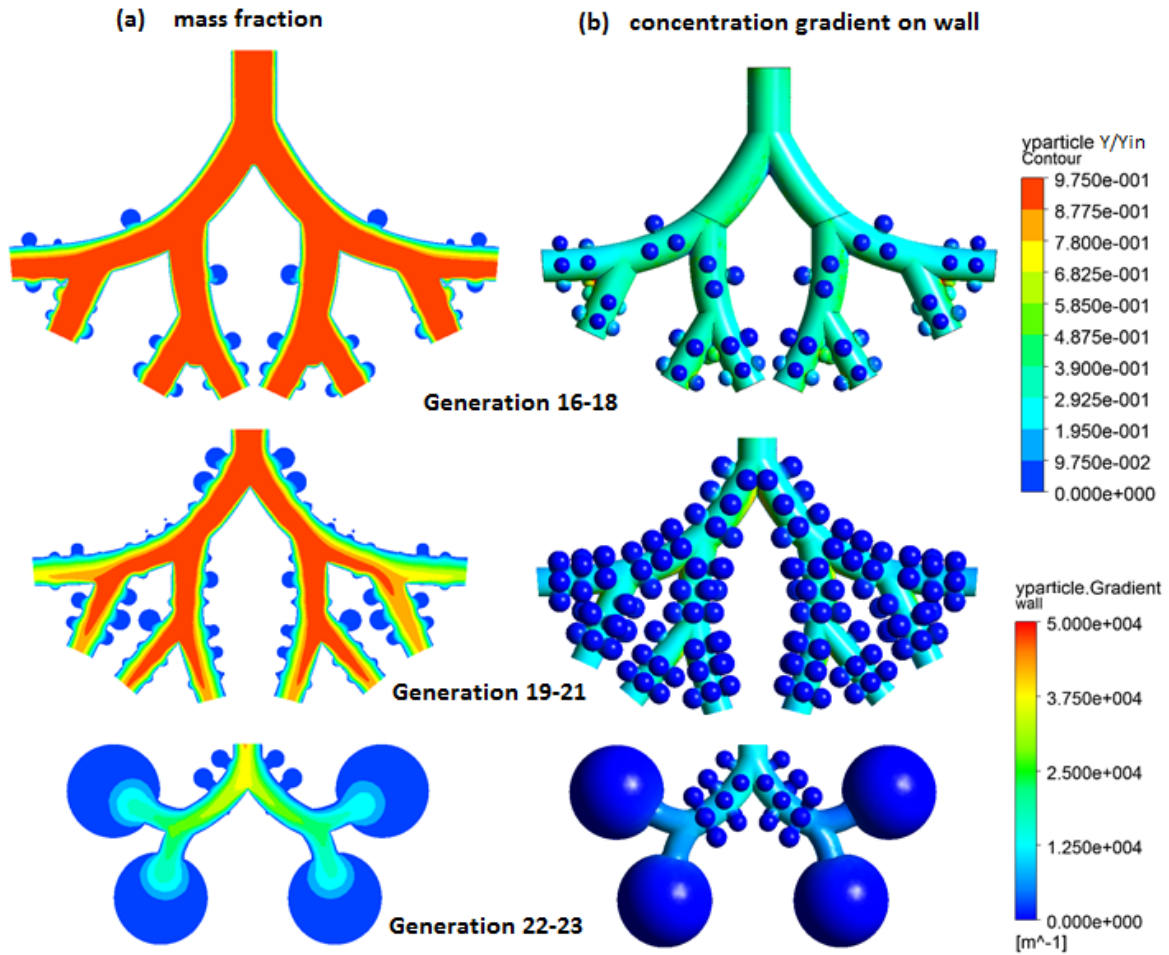 (a) mass fraction
(b) concentration gradient on wall
yparticle Y/Yin
Contour
9.750e-001
8.775e-001
7.800e-001
6.825e-001
5.850e-001
4.875e-001
3.900e-001
2.925e-001
1.950e-001
9.750e-002
0.000e+000
Generation 16-18
yparticle.Gradient
wall
5.000e+004
3.750e+004
2.500e+004
1.250e+004
0.000e+000
[m^-1]
Generation 19-21
Generation 22-23